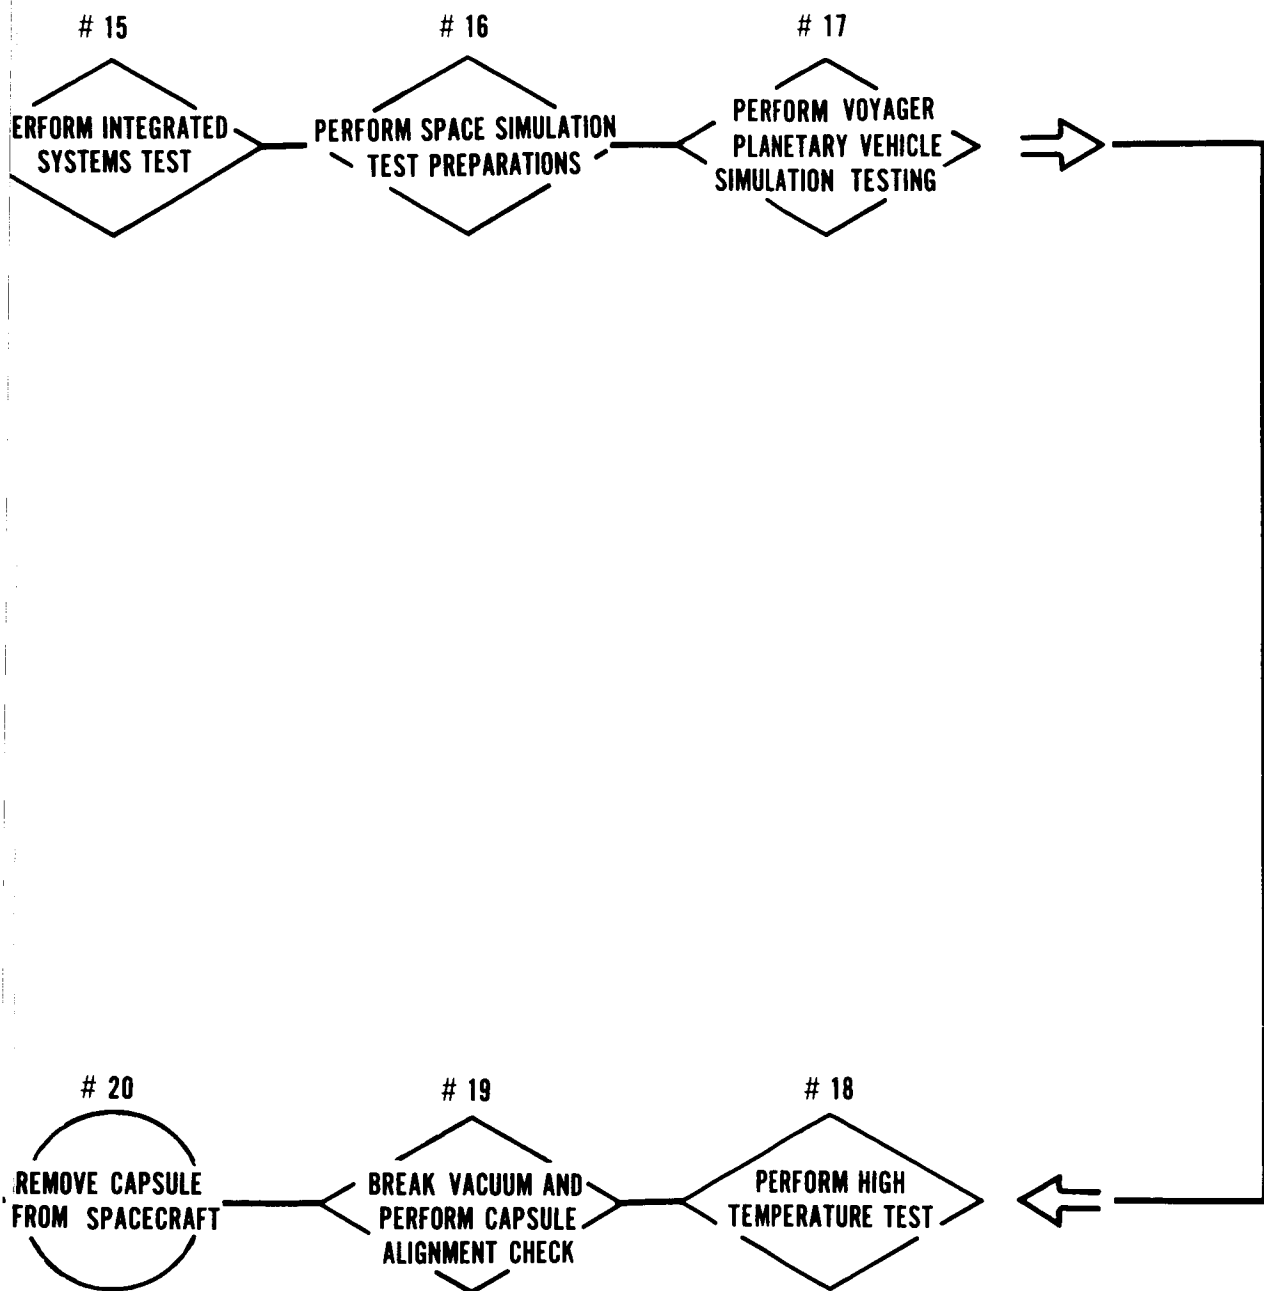 # 15
ERFORM INTEGRATED
SYSTEMS TEST
# 16
PERFORM SPACE SIMULATION
TEST PREPARATIONS
# 17
PERFORM VOYAGER
PLANETARY VEHICLE
SIMULATION TESTING
# 20
REMOVE CAPSULE
FROM SPACECRAFT
# 19
BREAK VACUUM AND
PERFORM CAPSULE
ALIGNMENT CHECK
# 18
PERFORM HIGH
TEMPERATURE TEST